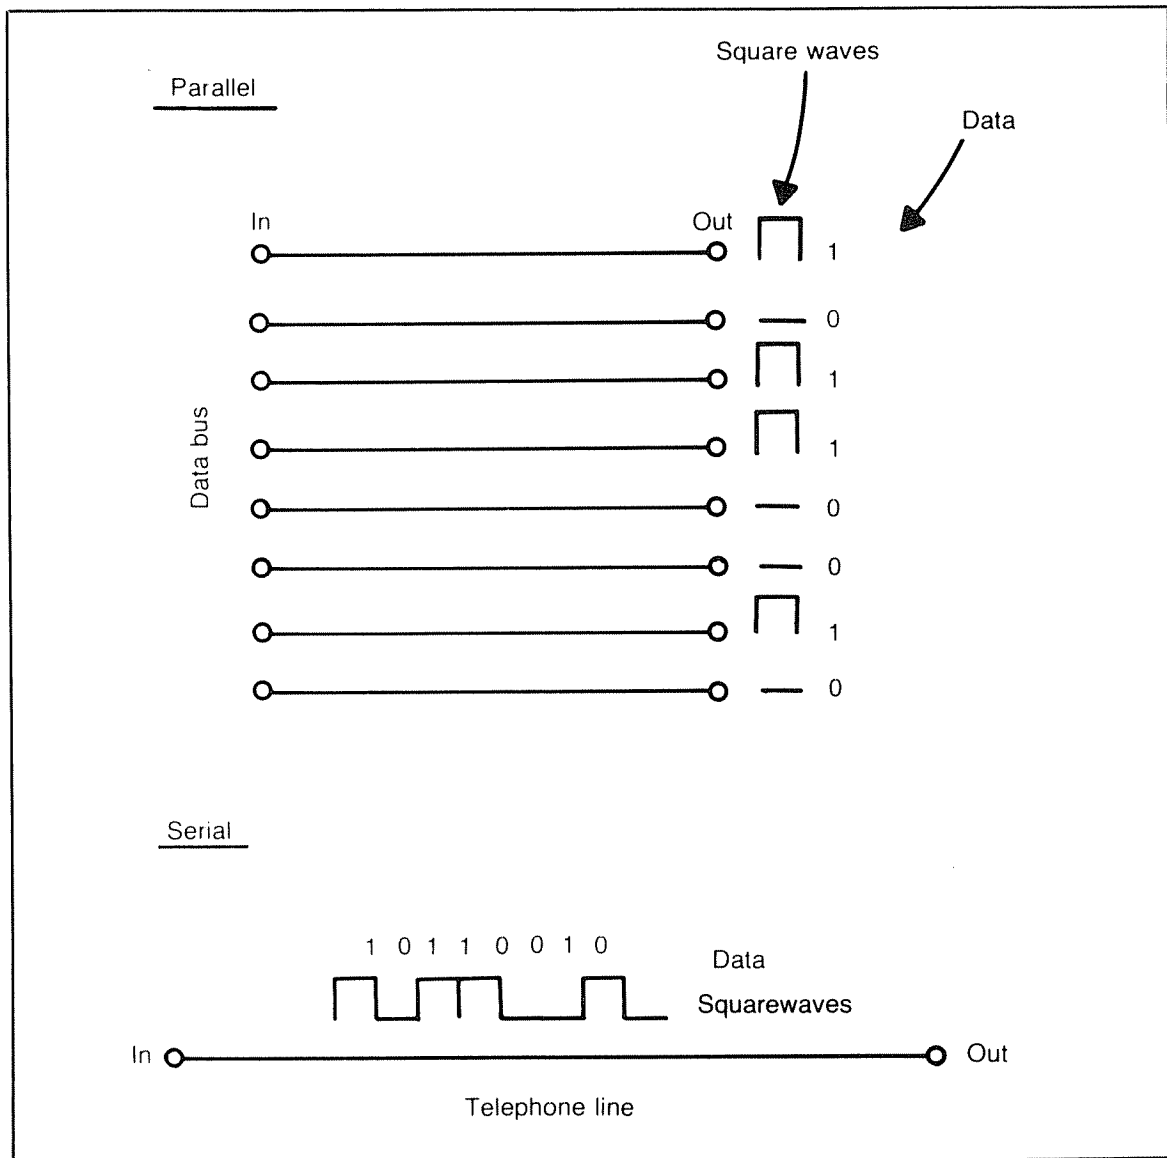 Square waves
Parallel
Data
In
Out
1
0
1
Data bus
1
0
0
1
0
Serial
1 0 1 1 0 0 1 0
Data
Squarewaves
In
Out
Telephone line